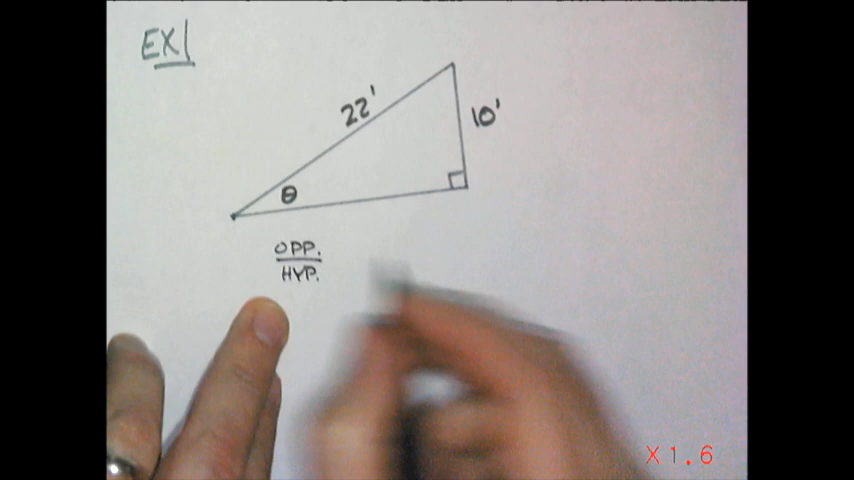 EX1
22'
10'
θ
OPP.
HYP.
X1.6